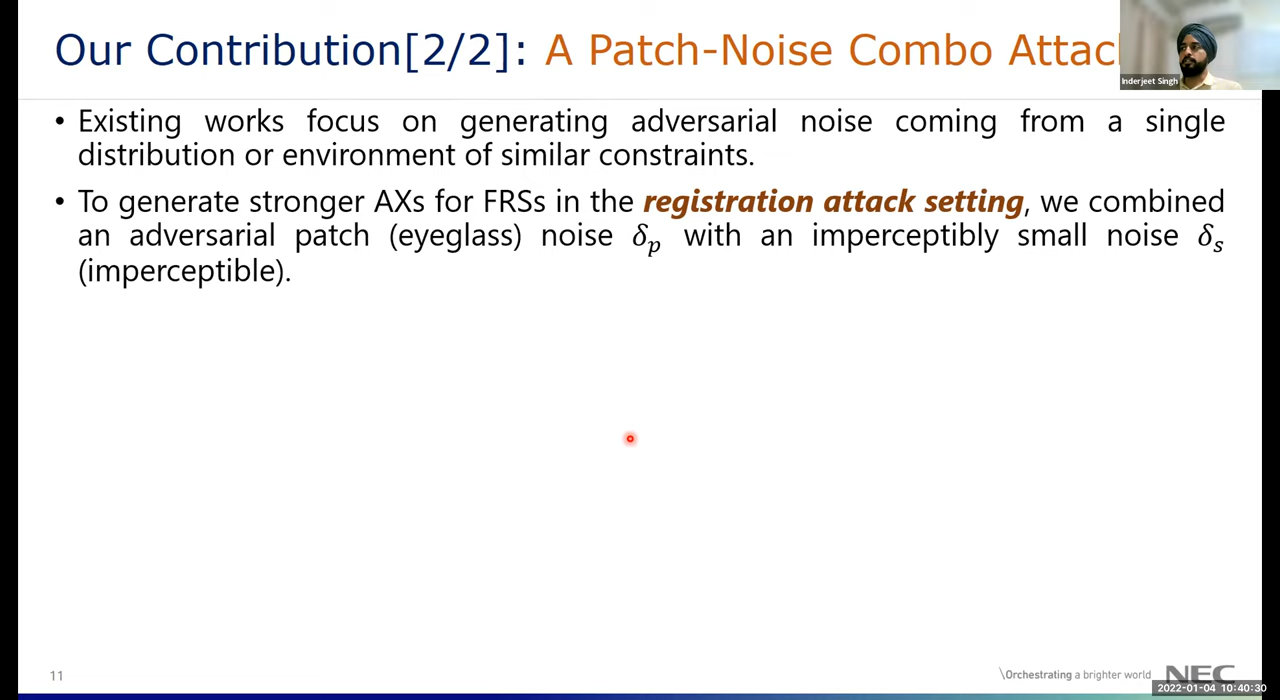 Our Contribution[2/2]: A Patch-Noise Combo Attac
Inderjeet Singh
• Existing works focus on generating adversarial noise coming from a single
distribution or environment of similar constraints.
• To generate stronger AXs for FRSs in the registration attack setting, we combined
an adversarial patch (eyeglass) noise δₚ with an imperceptibly small noise δₛ
(imperceptible).
11
\Orchestrating a brighter world NEC
2022-01-04 10:40:30